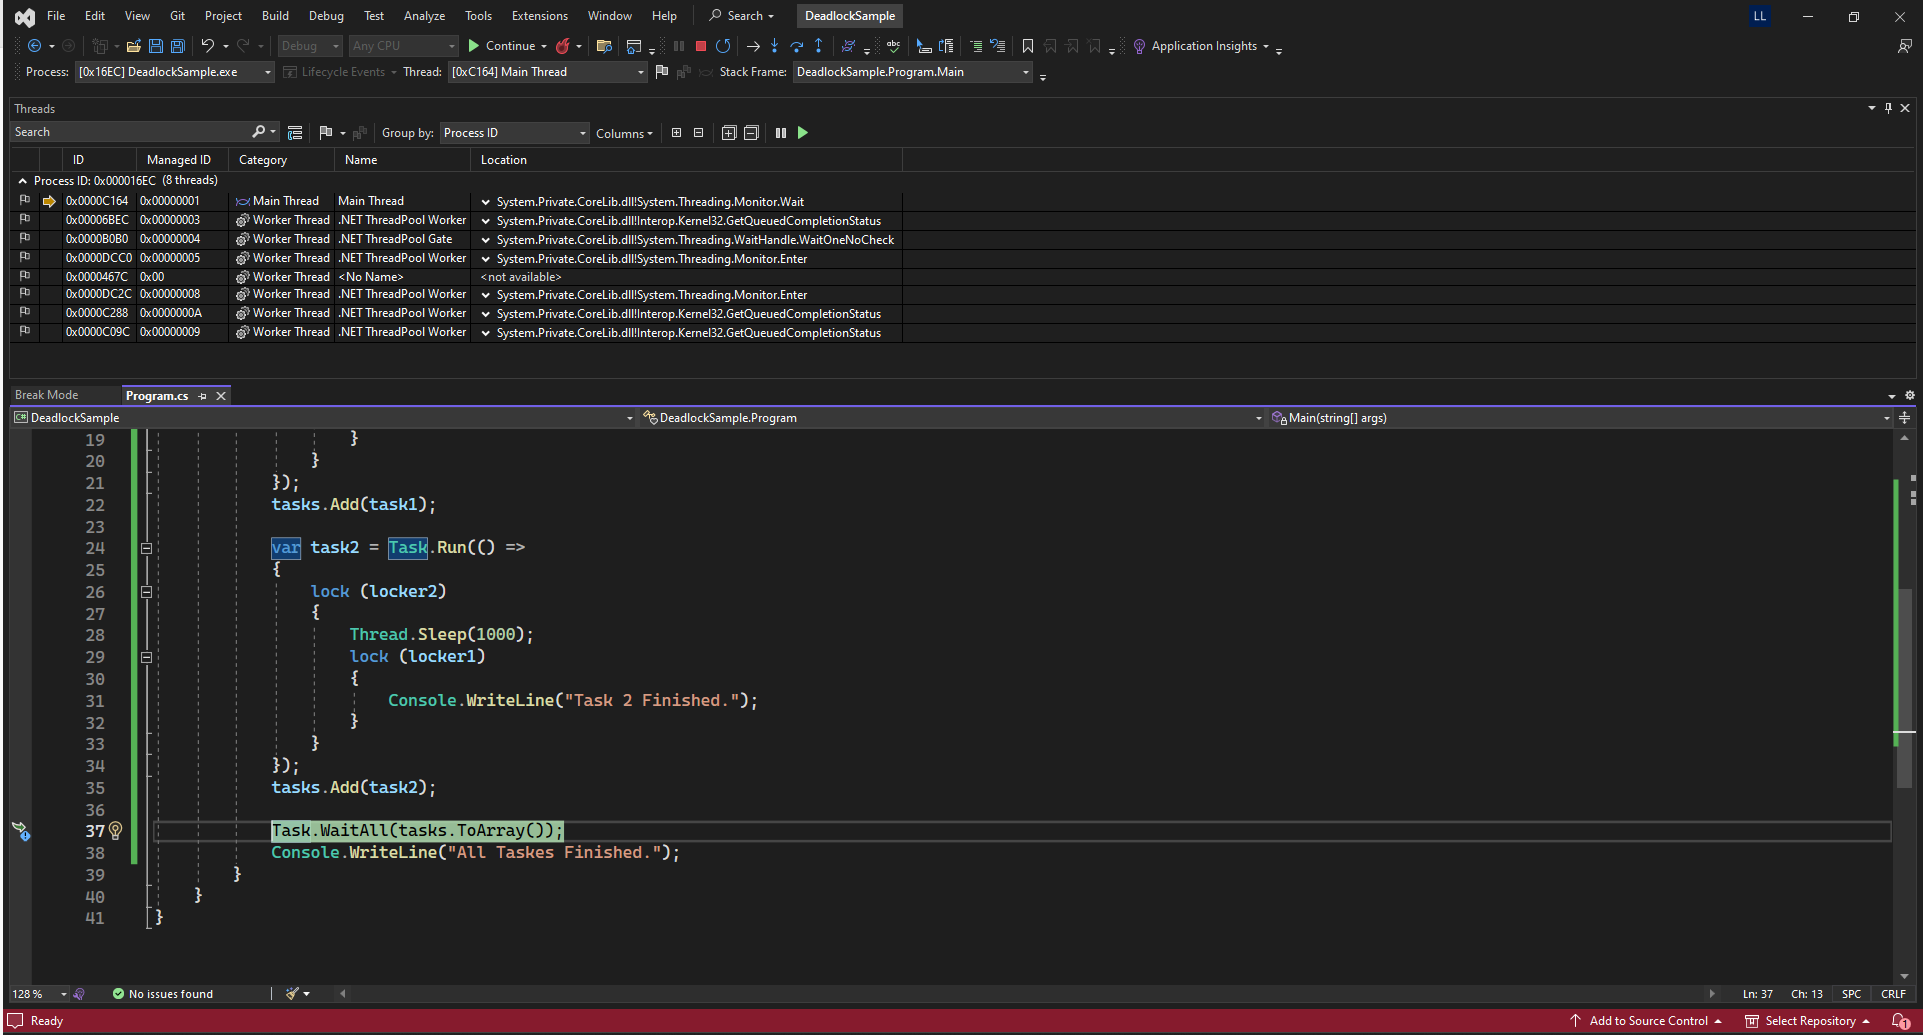 File Edit View Git Project Build Debug Test Analyze Tools Extensions Window Help Search DeadlockSample LL
Debug Any CPU Continue abc Application Insights
Process: [0x16EC] DeadlockSample.exe Lifecycle Events Thread: [0xC164] Main Thread Stack Frame: DeadlockSample.Program.Main
Threads
Search Group by: Process ID Columns
ID Managed ID Category Name Location
Process ID: 0x000016EC (8 threads)
0x0000C164 0x00000001 Main Thread Main Thread System.Private.CoreLib.dll!System.Threading.Monitor.Wait
0x00006BEC 0x00000003 Worker Thread .NET ThreadPool Worker System.Private.CoreLib.dll!Interop.Kernel32.GetQueuedCompletionStatus
0x0000B0B0 0x00000004 Worker Thread .NET ThreadPool Gate System.Private.CoreLib.dll!System.Threading.WaitHandle.WaitOneNoCheck
0x0000DCC0 0x00000005 Worker Thread .NET ThreadPool Worker System.Private.CoreLib.dll!System.Threading.Monitor.Enter
0x0000467C 0x00 Worker Thread <No Name> <not available>
0x0000DC2C 0x00000008 Worker Thread .NET ThreadPool Worker System.Private.CoreLib.dll!System.Threading.Monitor.Enter
0x0000C288 0x0000000A Worker Thread .NET ThreadPool Worker System.Private.CoreLib.dll!Interop.Kernel32.GetQueuedCompletionStatus
0x0000C09C 0x00000009 Worker Thread .NET ThreadPool Worker System.Private.CoreLib.dll!Interop.Kernel32.GetQueuedCompletionStatus
Break Mode Program.cs
C# DeadlockSample DeadlockSample.Program Main(string[] args)
19 }
20 }
21 });
22 tasks.Add(task1);
23
24 var task2 = Task.Run(() =>
25 {
26 lock (locker2)
27 {
28 Thread.Sleep(1000);
29 lock (locker1)
30 {
31 Console.WriteLine("Task 2 Finished.");
32 }
33 }
34 });
35 tasks.Add(task2);
36
37 Task.WaitAll(tasks.ToArray());
38 Console.WriteLine("All Taskes Finished.");
39 }
40 }
41 }
128 % No issues found Ln: 37 Ch: 13 SPC CRLF
Ready Add to Source Control Select Repository 1